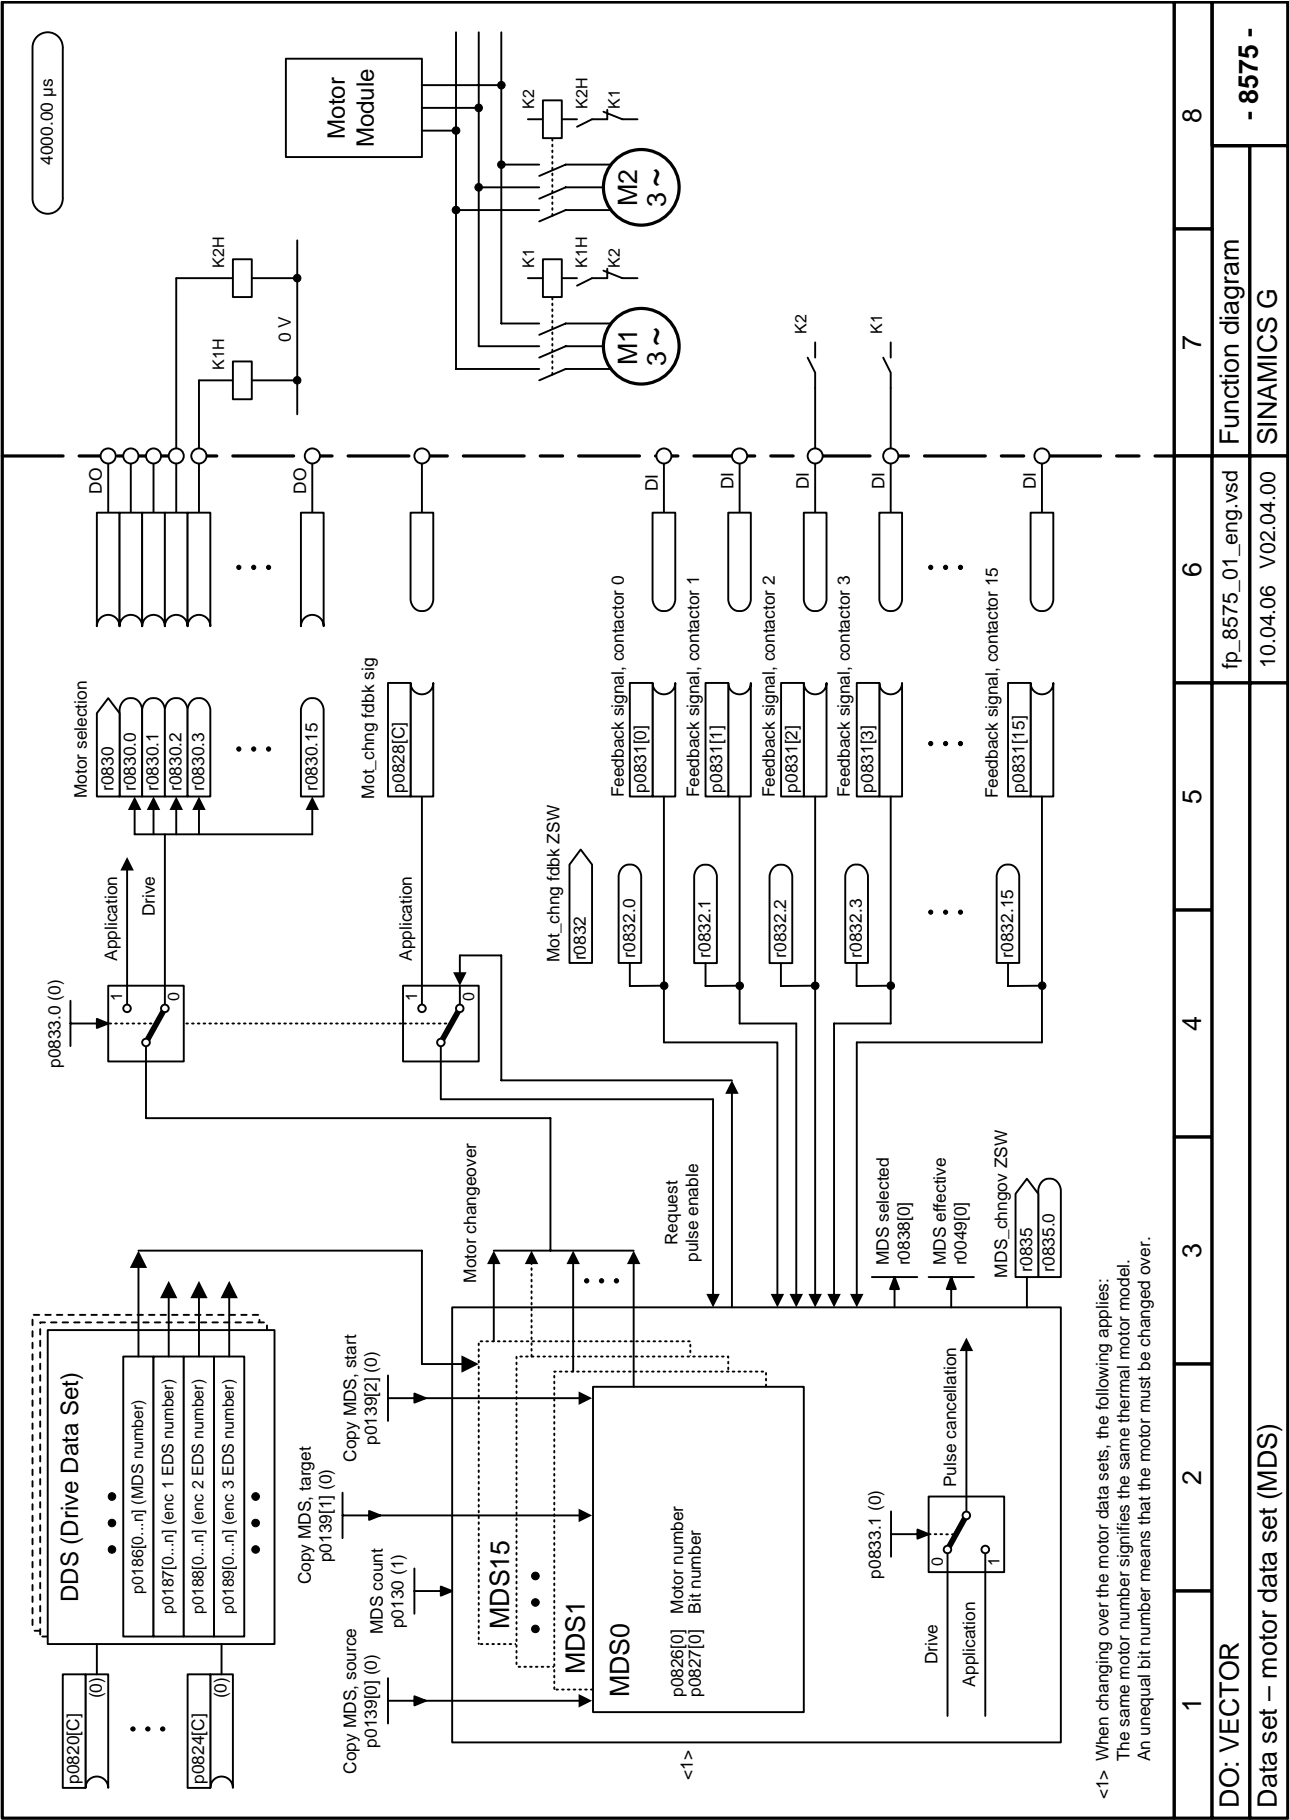 4000.00 µs
DDS (Drive Data Set)
p0820[C]
(0)
p0824[C]
(0)
p0186[0...n] (MDS number)
p0187[0...n] (enc 1 EDS number)
p0188[0...n] (enc 2 EDS number)
p0189[0...n] (enc 3 EDS number)
p0833.0 (0)
1
0
Application
Drive
Motor selection
r0830
r0830.0
r0830.1
r0830.2
r0830.3
r0830.15
DO
DO
K1H
K2H
0 V
Motor
Module
Copy MDS, source
p0139[0] (0)
MDS count
p0130 (1)
Copy MDS, target
p0139[1] (0)
Copy MDS, start
p0139[2] (0)
Motor changeover
1
0
Application
Mot_chng fdbk sig
p0828[C]
K1
K1H
K2
K2
K2H
K1
M1
3 ~
M2
3 ~
MDS15
MDS1
MDS0
p0826[0] Motor number
p0827[0] Bit number
<1>
Request
pulse enable
Mot_chng fdbk ZSW
r0832
r0832.0
r0832.1
r0832.2
r0832.3
r0832.15
Feedback signal, contactor 0
p0831[0]
DI
Feedback signal, contactor 1
p0831[1]
DI
Feedback signal, contactor 2
p0831[2]
DI
K2
Feedback signal, contactor 3
p0831[3]
DI
K1
Feedback signal, contactor 15
p0831[15]
DI
p0833.1 (0)
0
1
Drive
Application
Pulse cancellation
MDS selected
r0838[0]
MDS effective
r0049[0]
MDS_chngov ZSW
r0835
r0835.0
<1> When changing over the motor data sets, the following applies:
The same motor number signifies the same thermal motor model.
An unequal bit number means that the motor must be changed over.
1 2 3 4 5 6 7 8
DO: VECTOR
fp_8575_01_eng.vsd
Function diagram
- 8575 -
Data set – motor data set (MDS)
10.04.06 V02.04.00
SINAMICS G